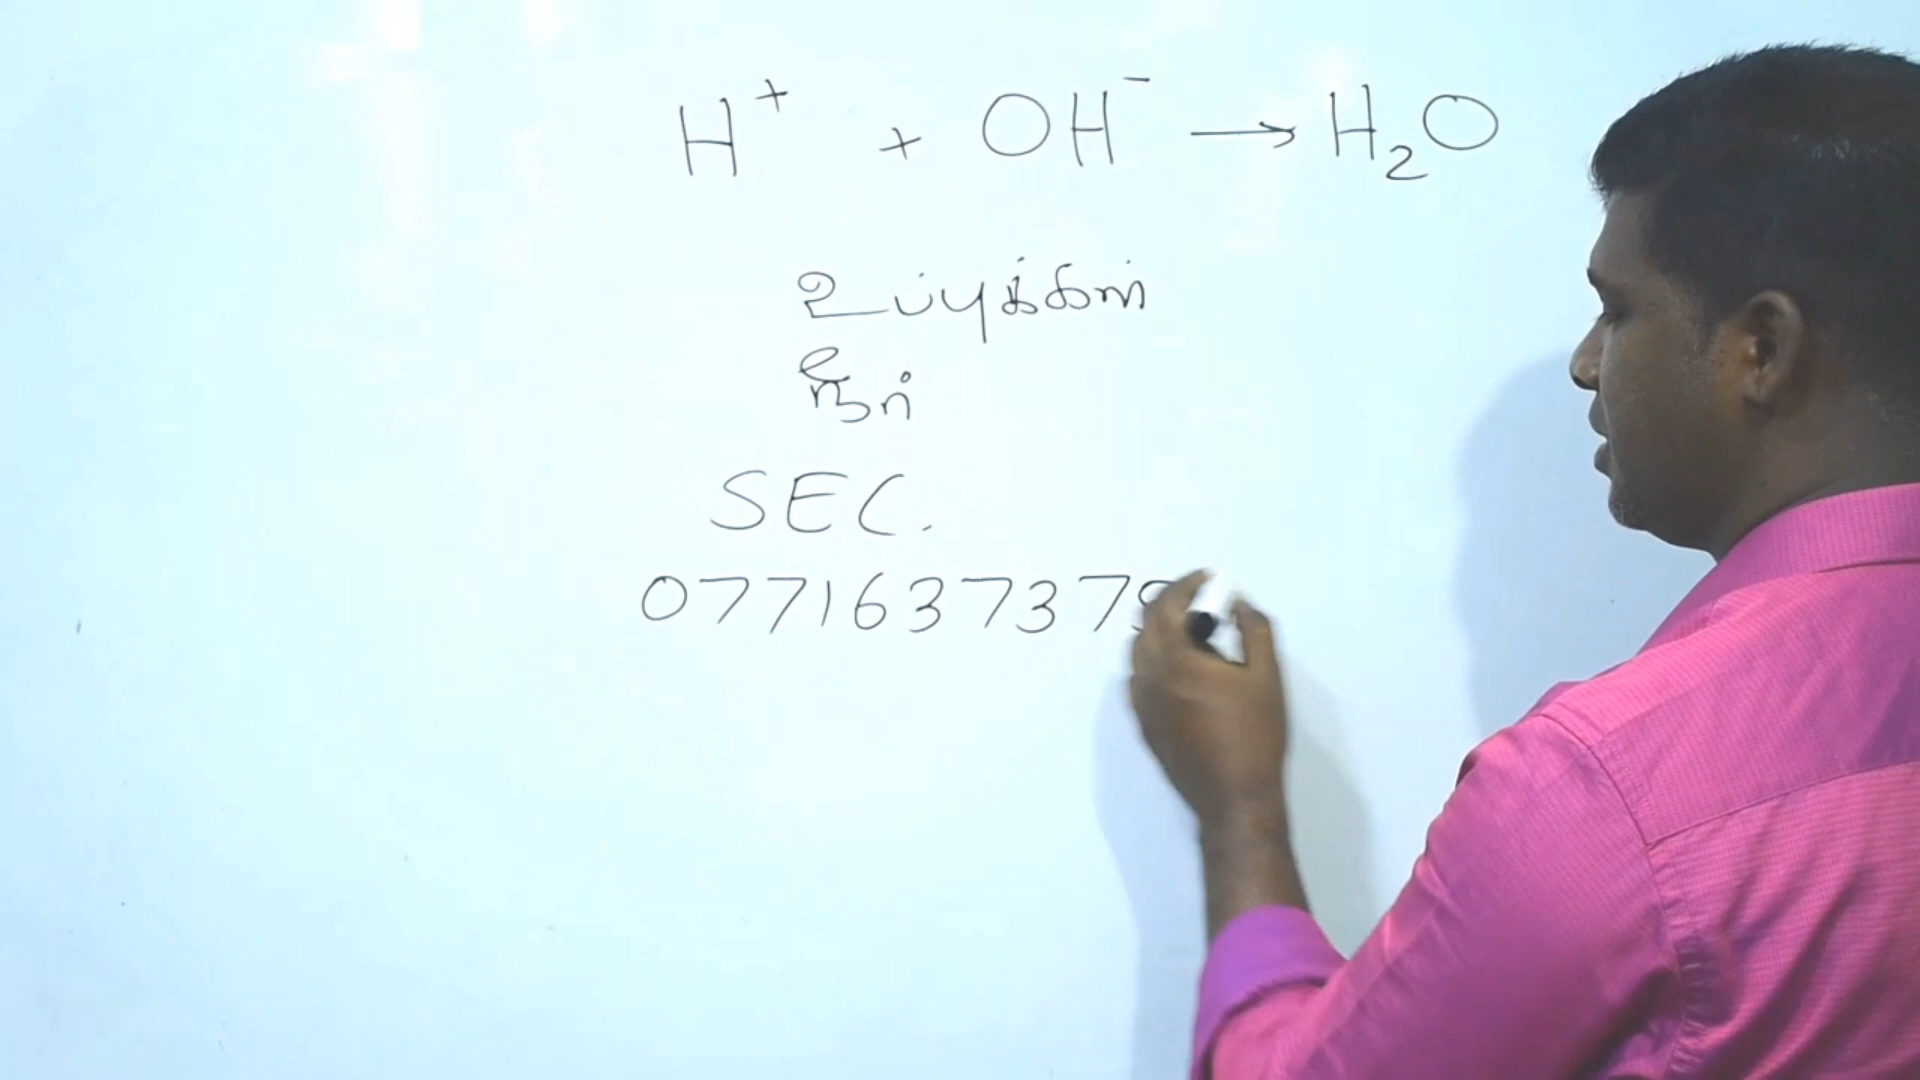 H⁺ + OH⁻ → H₂O
உப்புக்கள்
நீர்
SEC.
077163737